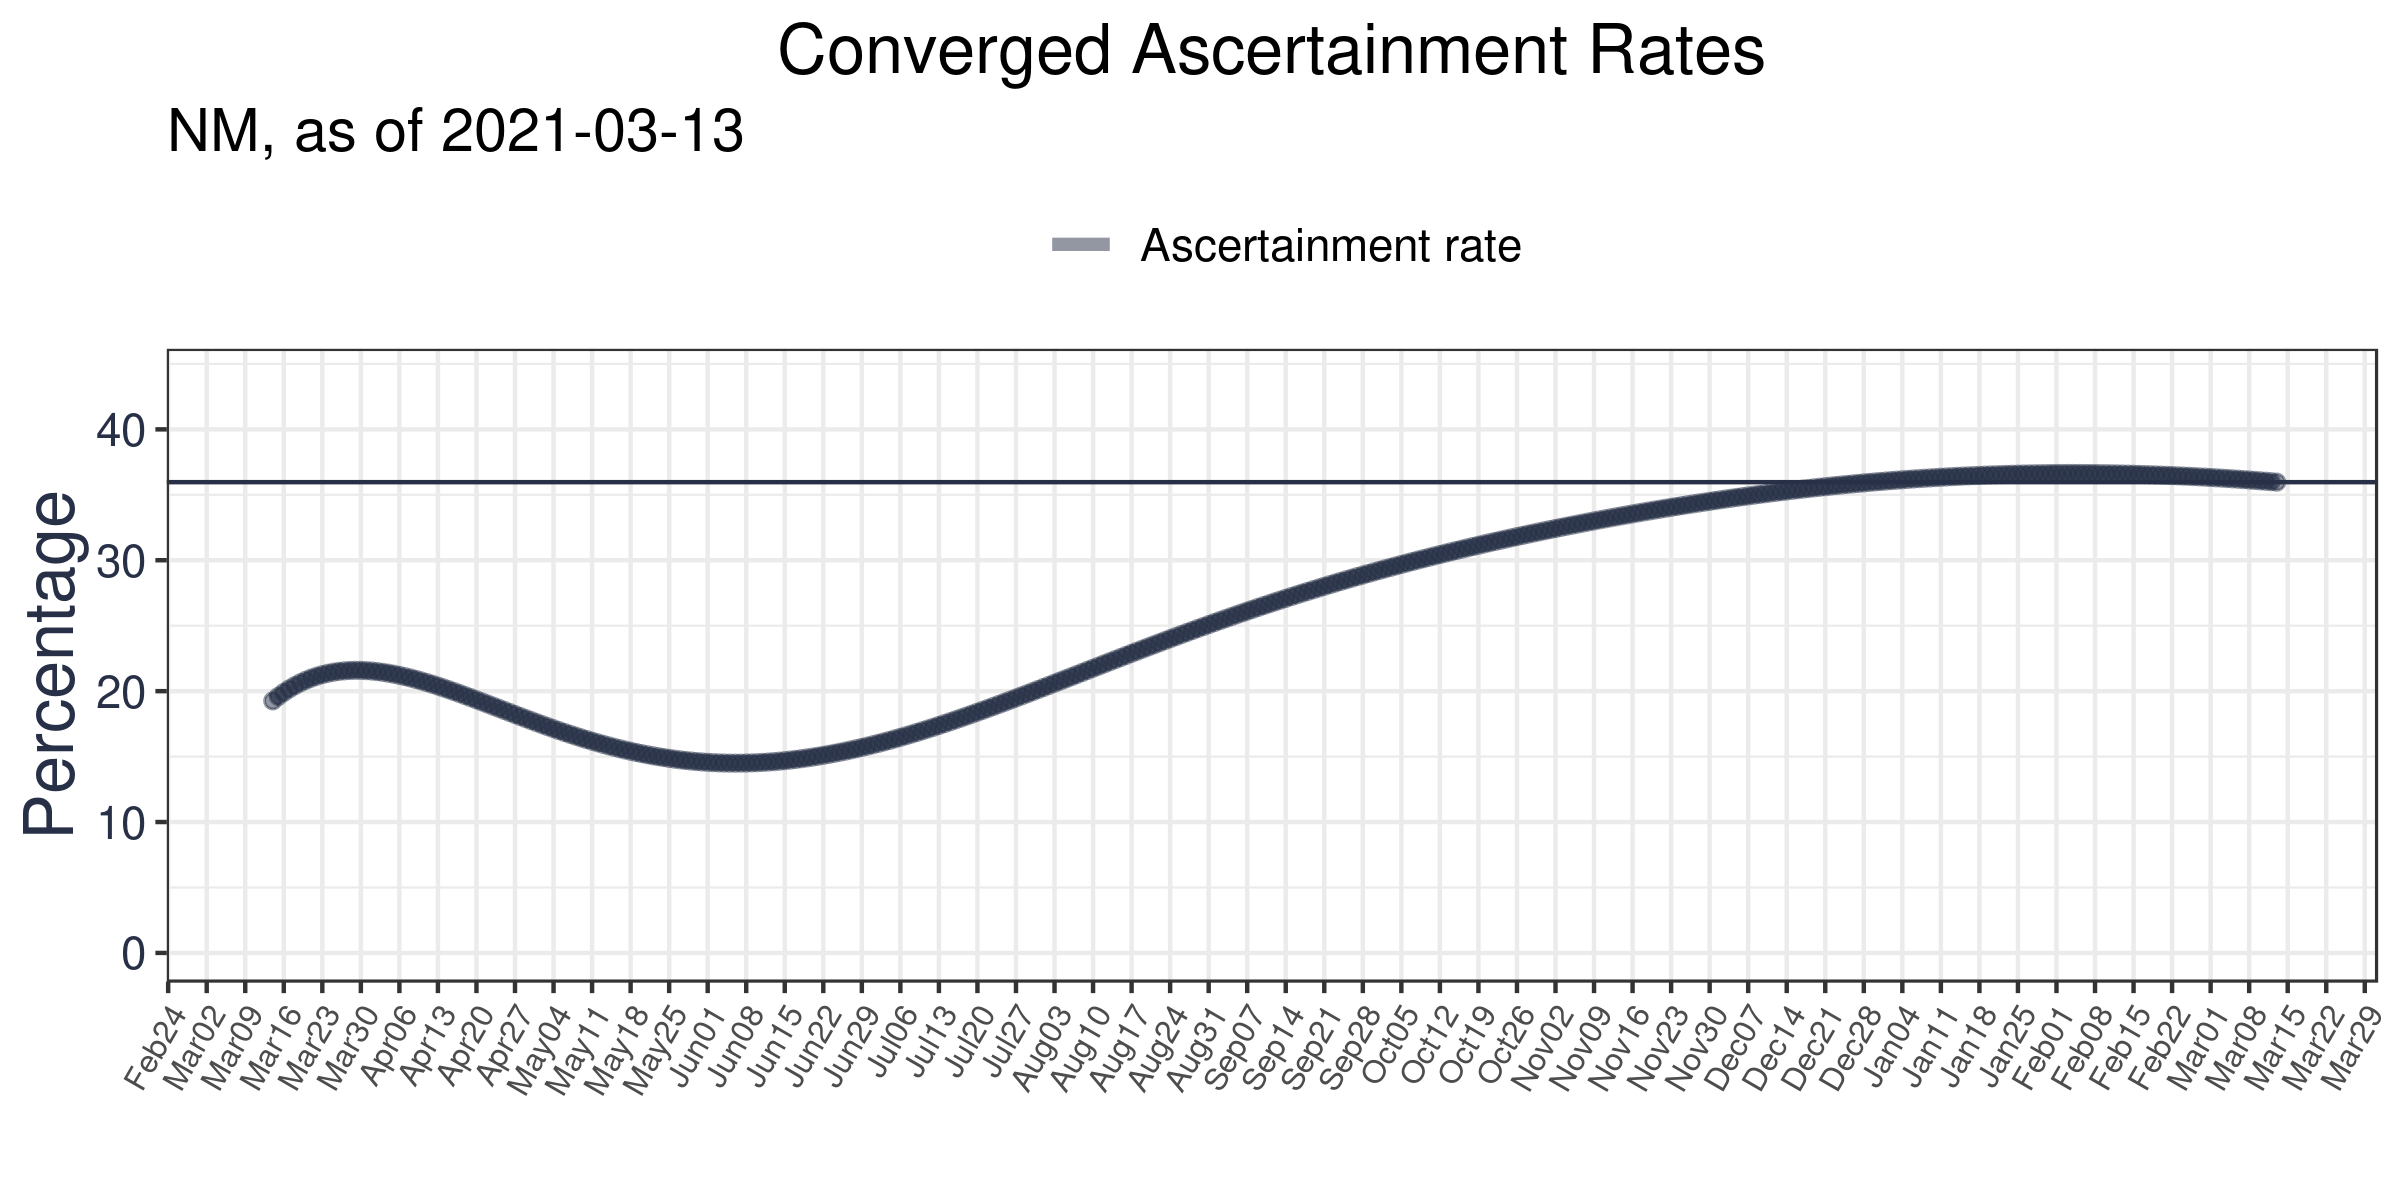 Converged Ascertainment Rates
NM, as of 2021-03-13
Ascertainment rate
Percentage
40
30
20
10
0
Feb24
Mar02
Mar09
Mar16
Mar23
Mar30
Apr06
Apr13
Apr20
Apr27
May04
May11
May18
May25
Jun01
Jun08
Jun15
Jun22
Jun29
Jul06
Jul13
Jul20
Jul27
Aug03
Aug10
Aug17
Aug24
Aug31
Sep07
Sep14
Sep21
Sep28
Oct05
Oct12
Oct19
Oct26
Nov02
Nov09
Nov16
Nov23
Nov30
Dec07
Dec14
Dec21
Dec28
Jan04
Jan11
Jan18
Jan25
Feb01
Feb08
Feb15
Feb22
Mar01
Mar08
Mar15
Mar22
Mar29